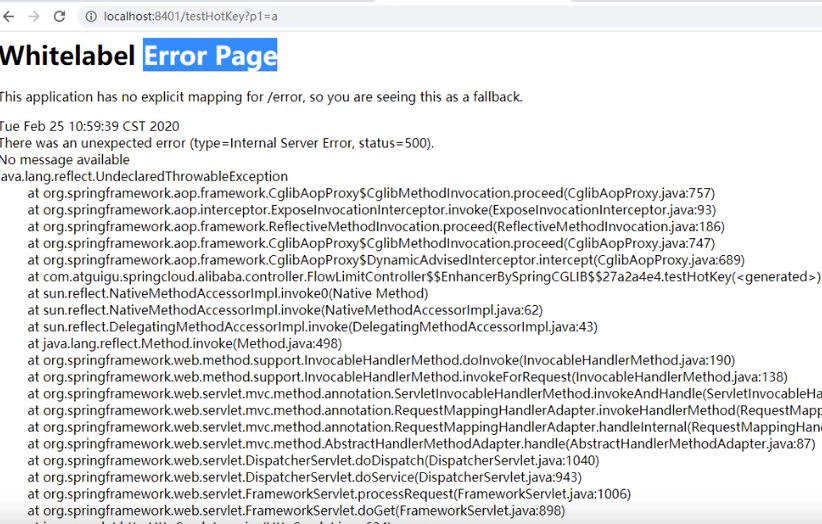 localhost:8401/testHotKey?p1=a
Whitelabel Error Page
This application has no explicit mapping for /error, so you are seeing this as a fallback.
Tue Feb 25 10:59:39 CST 2020
There was an unexpected error (type=Internal Server Error, status=500).
No message available
java.lang.reflect.UndeclaredThrowableException
at org.springframework.aop.framework.CglibAopProxy$CglibMethodInvocation.proceed(CglibAopProxy.java:757)
at org.springframework.aop.interceptor.ExposeInvocationInterceptor.invoke(ExposeInvocationInterceptor.java:93)
at org.springframework.aop.framework.ReflectiveMethodInvocation.proceed(ReflectiveMethodInvocation.java:186)
at org.springframework.aop.framework.CglibAopProxy$CglibMethodInvocation.proceed(CglibAopProxy.java:747)
at org.springframework.aop.framework.CglibAopProxy$DynamicAdvisedInterceptor.intercept(CglibAopProxy.java:689)
at com.atguigu.springcloud.alibaba.controller.FlowLimitController$$EnhancerBySpringCGLIB$$27a2a4e4.testHotKey(<generated>)
at sun.reflect.NativeMethodAccessorImpl.invoke0(Native Method)
at sun.reflect.NativeMethodAccessorImpl.invoke(NativeMethodAccessorImpl.java:62)
at sun.reflect.DelegatingMethodAccessorImpl.invoke(DelegatingMethodAccessorImpl.java:43)
at java.lang.reflect.Method.invoke(Method.java:498)
at org.springframework.web.method.support.InvocableHandlerMethod.doInvoke(InvocableHandlerMethod.java:190)
at org.springframework.web.method.support.InvocableHandlerMethod.invokeForRequest(InvocableHandlerMethod.java:138)
at org.springframework.web.servlet.mvc.method.annotation.ServletInvocableHandlerMethod.invokeAndHandle(ServletInvocableHa
at org.springframework.web.servlet.mvc.method.annotation.RequestMappingHandlerAdapter.invokeHandlerMethod(RequestMapp
at org.springframework.web.servlet.mvc.method.annotation.RequestMappingHandlerAdapter.handleInternal(RequestMappingHan
at org.springframework.web.servlet.mvc.method.AbstractHandlerMethodAdapter.handle(AbstractHandlerMethodAdapter.java:87)
at org.springframework.web.servlet.DispatcherServlet.doDispatch(DispatcherServlet.java:1040)
at org.springframework.web.servlet.DispatcherServlet.doService(DispatcherServlet.java:943)
at org.springframework.web.servlet.FrameworkServlet.processRequest(FrameworkServlet.java:1006)
at org.springframework.web.servlet.FrameworkServlet.doGet(FrameworkServlet.java:898)